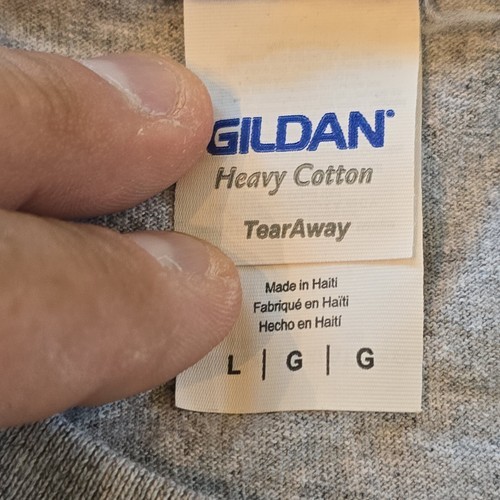 GILDAN®
Heavy Cotton
TearAway
Made in Haiti
Fabriqué en Haïti
Hecho en Haití
L | G | G